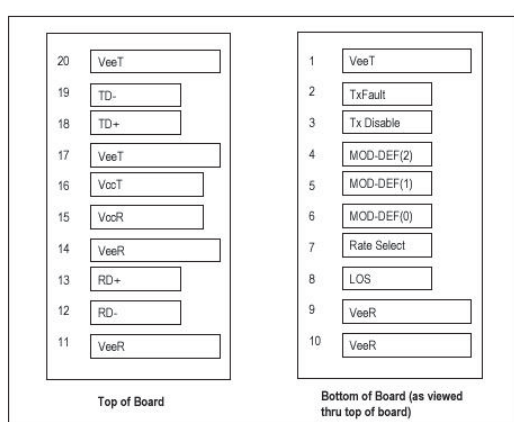 20 VeeT
19 TD-
18 TD+
17 VeeT
16 VccT
15 VccR
14 VeeR
13 RD+
12 RD-
11 VeeR
Top of Board
1 VeeT
2 TxFault
3 Tx Disable
4 MOD-DEF(2)
5 MOD-DEF(1)
6 MOD-DEF(0)
7 Rate Select
8 LOS
9 VeeR
10 VeeR
Bottom of Board (as viewed
thru top of board)